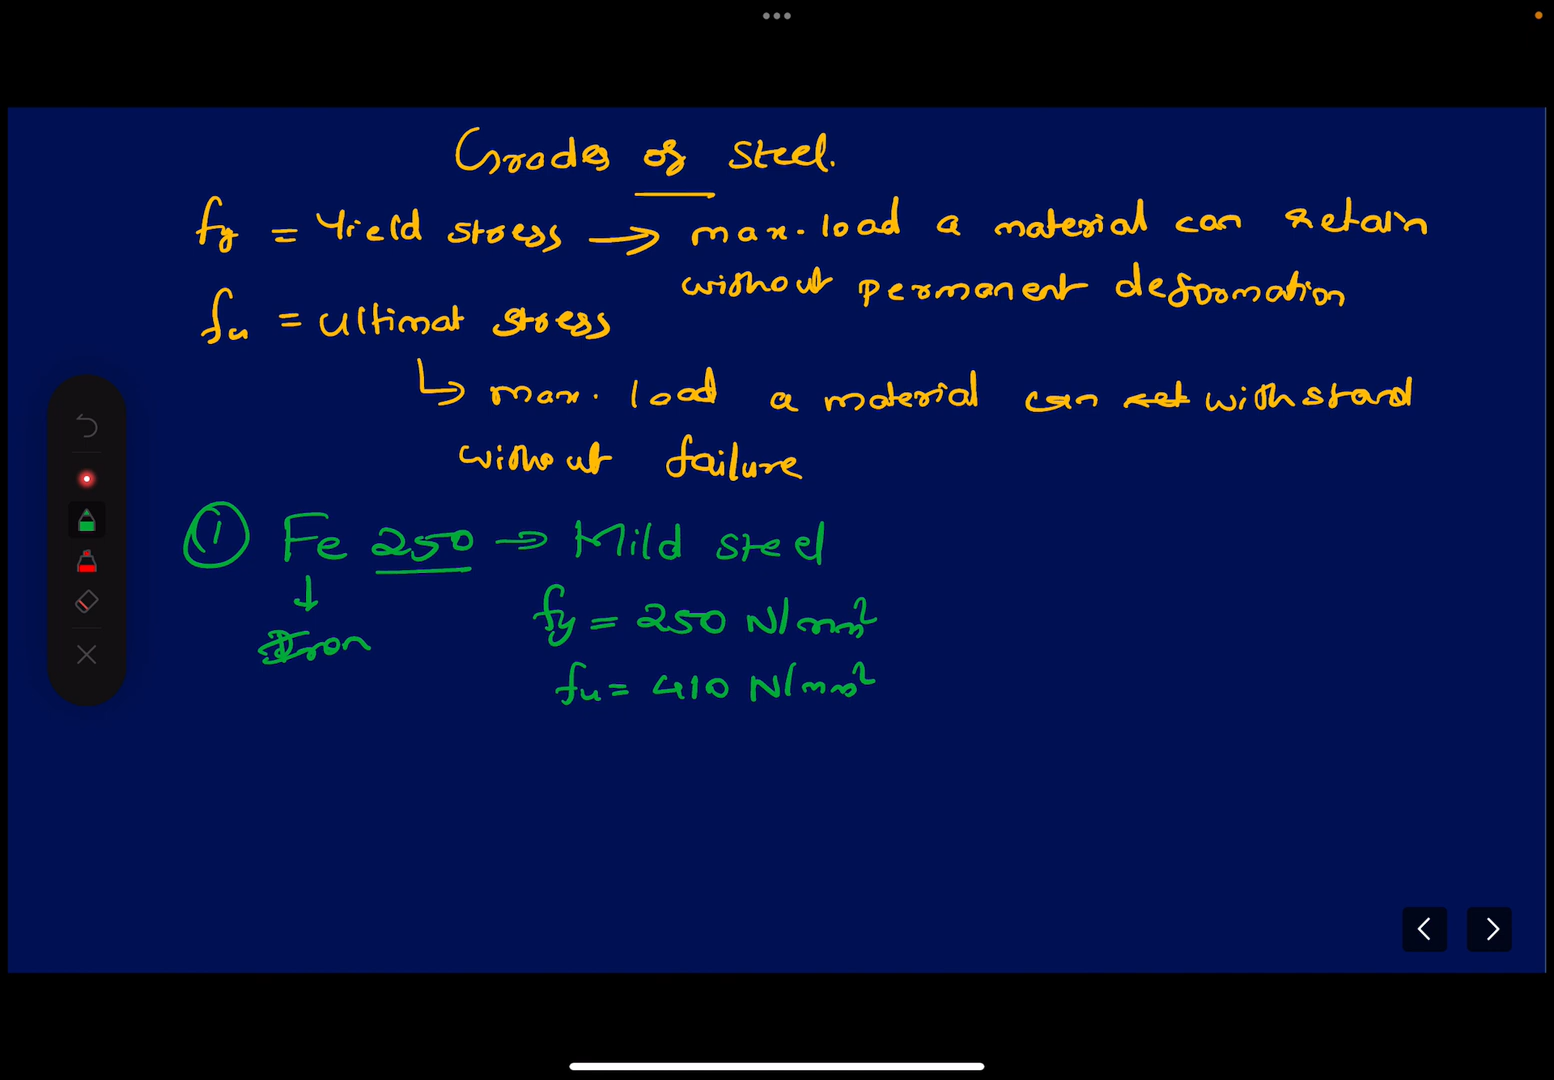 Grades of steel.
fy = Yield stress → max. load a material can retain
without permanent deformation
fu = ultimat stress
↳ max. load a material can withstand
without failure
① Fe 250 → Mild steel
↓
Iron
fy = 250 N/mm²
fu = 410 N/mm²